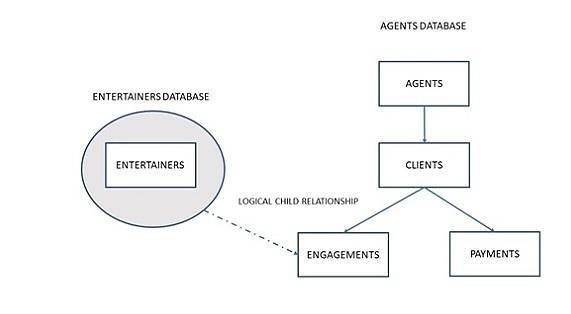 AGENTS DATABASE
AGENTS
ENTERTAINERS DATABASE
ENTERTAINERS
CLIENTS
LOGICAL CHILD RELATIONSHIP
ENGAGEMENTS
PAYMENTS